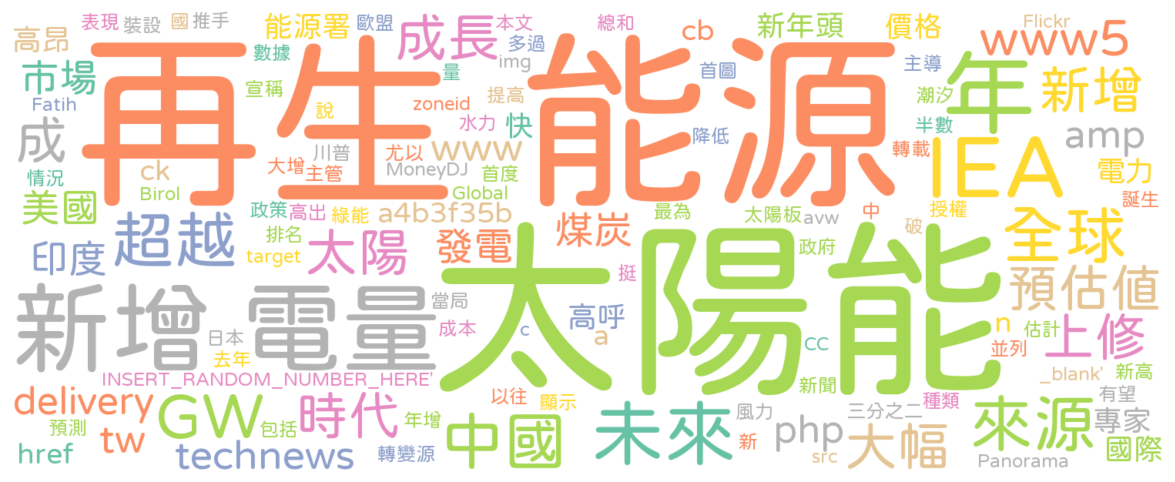 表現 裝設 國 推手 能源署 歐盟 成長 本文 總和 cb 新年頭 價格 Flickr
高昂 數據 多過 img 首圖 主導 www5
市場 宣稱 量 年 新增
Fatih 再生能源 說 zoneid 提高 潮汐
成 水力 快 降低 半數 amp
川普 尤以 www 轉載 IEA
情況 ck 大增 主管 MoneyDJ 首度 電力
美國 Birol Global 誕生
政策 高出 綠能 a4b3f35b 最為 太陽板 avw 中 授權
超越 排名 煤炭 破 全球
印度 target 太陽 發電 太陽能 挺 政府
新增 電量 當局 預估值
日本 成本 c 高呼 a n 估計
去年 cc 並列 上修
INSERT_RANDOM_NUMBER_HERE' 新聞 _blank' 新高
delivery GW 時代 以往 顯示 未來 風力 三分之二 種類 來源 有望
預測 tw 包括 年增 中國 新 php 大幅 專家
href technews 轉變源 src Panorama 國際